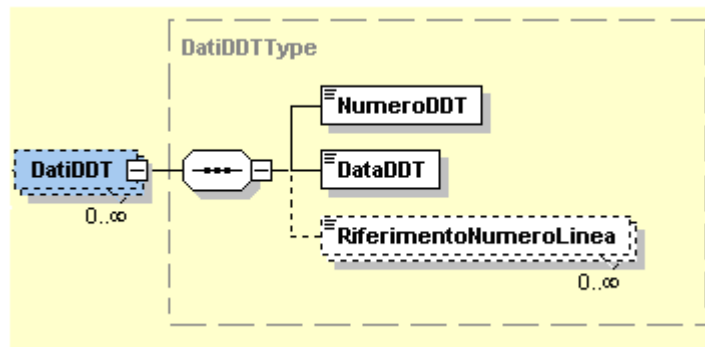 DatiDDTType
NumeroDDT
DatiDDT
DataDDT
0..∞
RiferimentoNumeroLinea
0..∞